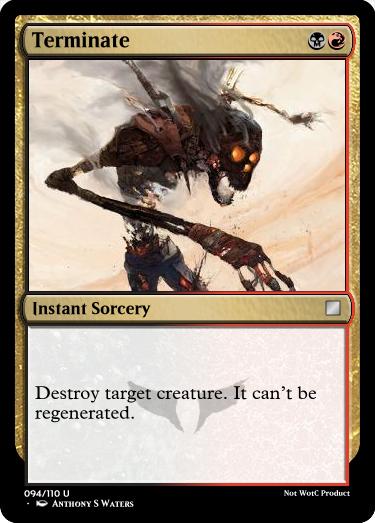 Terminate
Instant Sorcery
Destroy target creature. It can't be
regenerated.
094/110 U
Not WotC Product
· Anthony S Waters